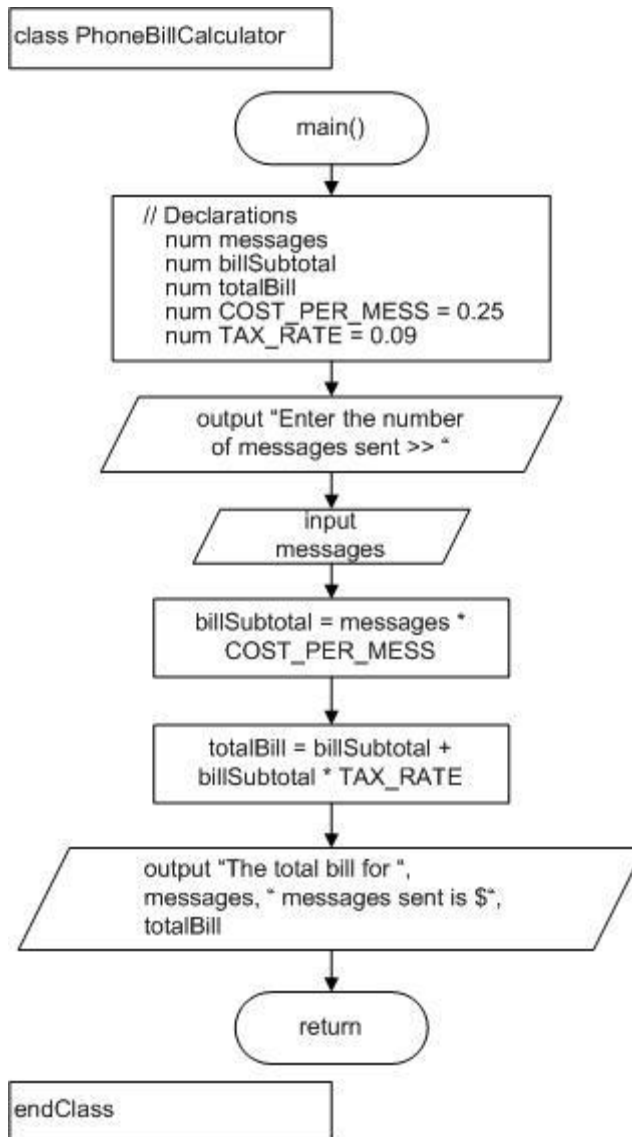 class PhoneBillCalculator
main()
// Declarations
num messages
num billSubtotal
num totalBill
num COST_PER_MESS = 0.25
num TAX_RATE = 0.09
output “Enter the number
of messages sent >> “
input
messages
billSubtotal = messages *
COST_PER_MESS
totalBill = billSubtotal +
billSubtotal * TAX_RATE
output “The total bill for “,
messages, “ messages sent is $“,
totalBill
return
endClass